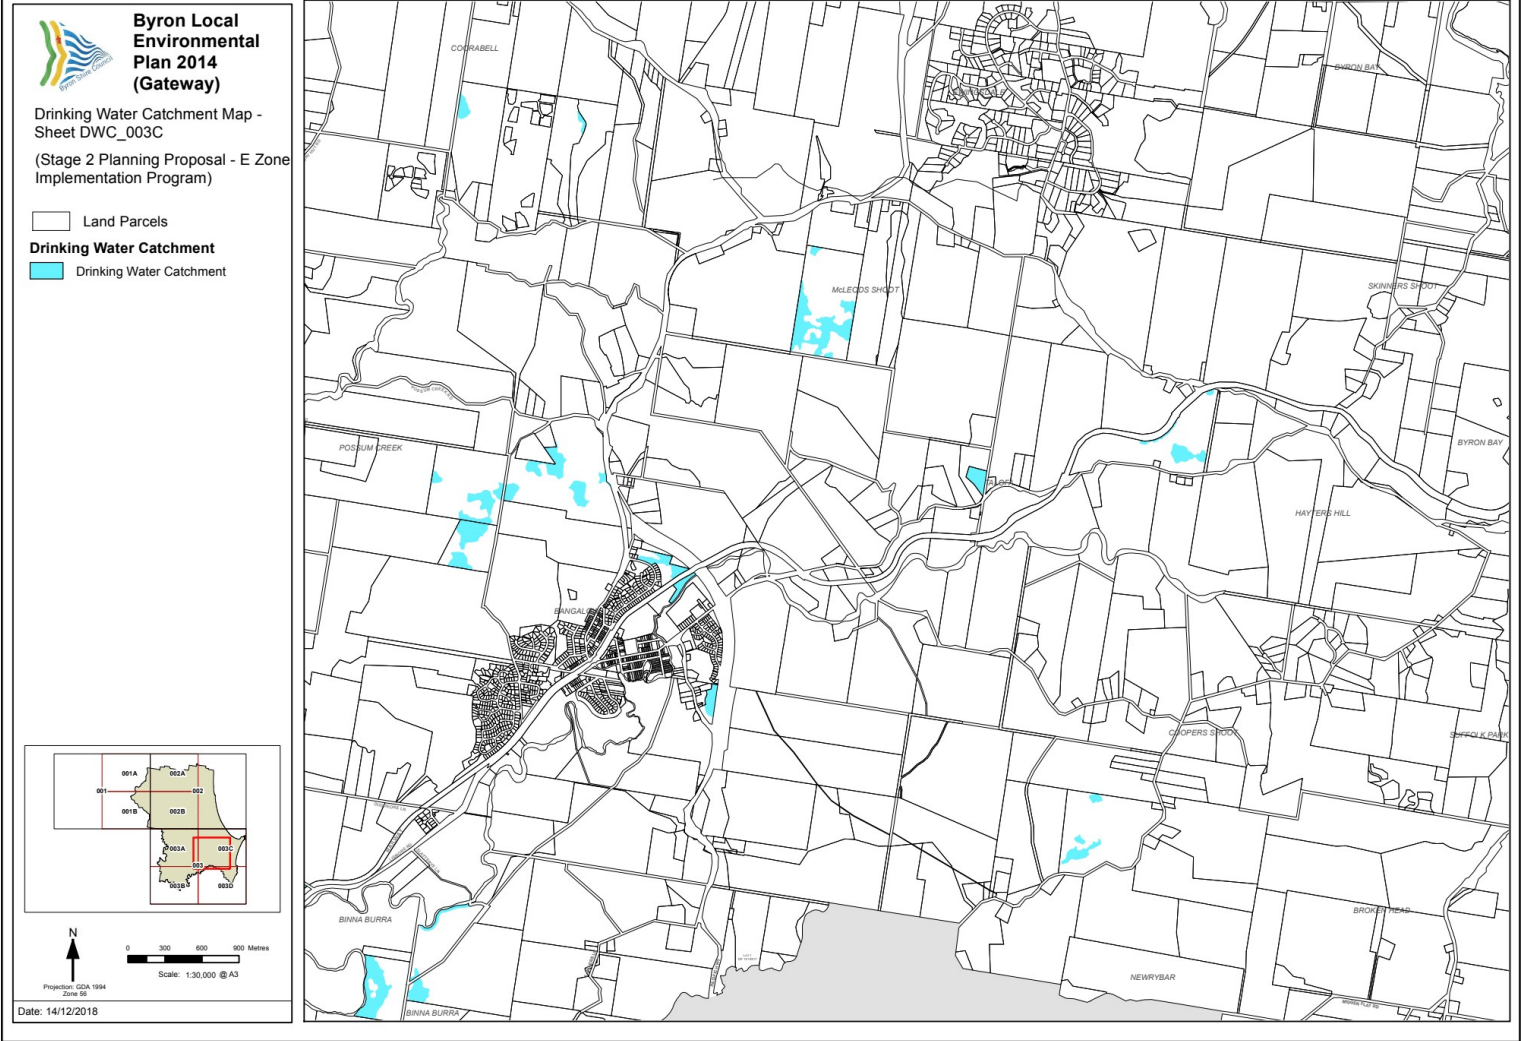 Byron Local
Environmental
Plan 2014
(Gateway)
Byron Shire Council
Drinking Water Catchment Map -
Sheet DWC_003C
(Stage 2 Planning Proposal - E Zone
Implementation Program)
Land Parcels
Drinking Water Catchment
Drinking Water Catchment
001A
002A
001
002
001B
002B
003A
003C
003
003B
003D
N
0 300 600 900 Metres
Scale: 1:30,000 @ A3
Projection: GDA 1994
Zone 56
Date: 14/12/2018
COORABELL
BYRON BAY
McLEODS SHOOT
SKINNERS SHOOT
POSSUM CREEK
BYRON BAY
HAYTERS HILL
COOPERS SHOOT
SUFFOLK PARK
BINNA BURRA
BROKEN HEAD
NEWRYBAR
BINNA BURRA